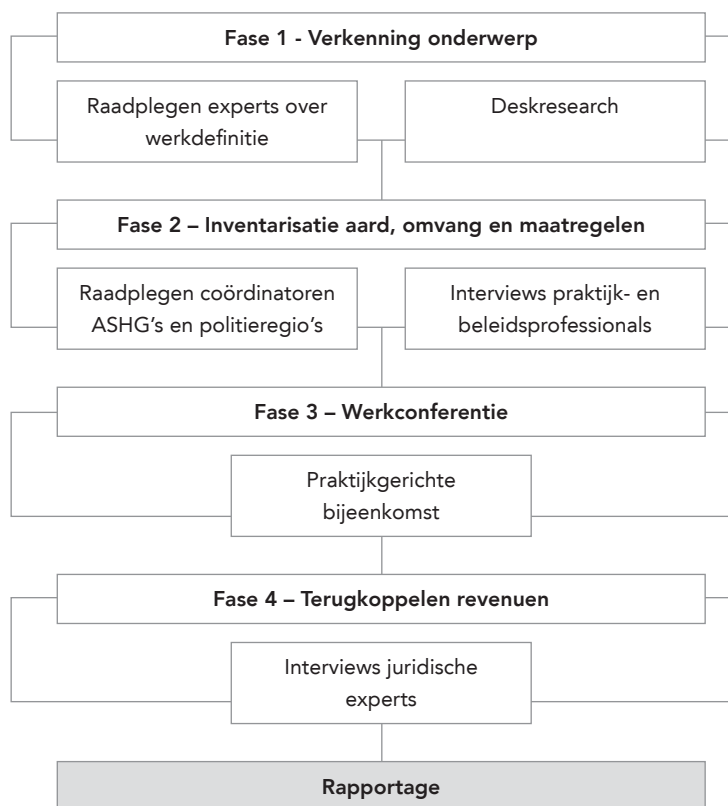 Fase 1 - Verkenning onderwerp
Raadplegen experts over
werkdefinitie
Deskresearch
Fase 2 – Inventarisatie aard, omvang en maatregelen
Raadplegen coördinatoren
ASHG's en politieregio's
Interviews praktijk- en
beleidsprofessionals
Fase 3 – Werkconferentie
Praktijkgerichte
bijeenkomst
Fase 4 – Terugkoppelen revenuen
Interviews juridische
experts
Rapportage